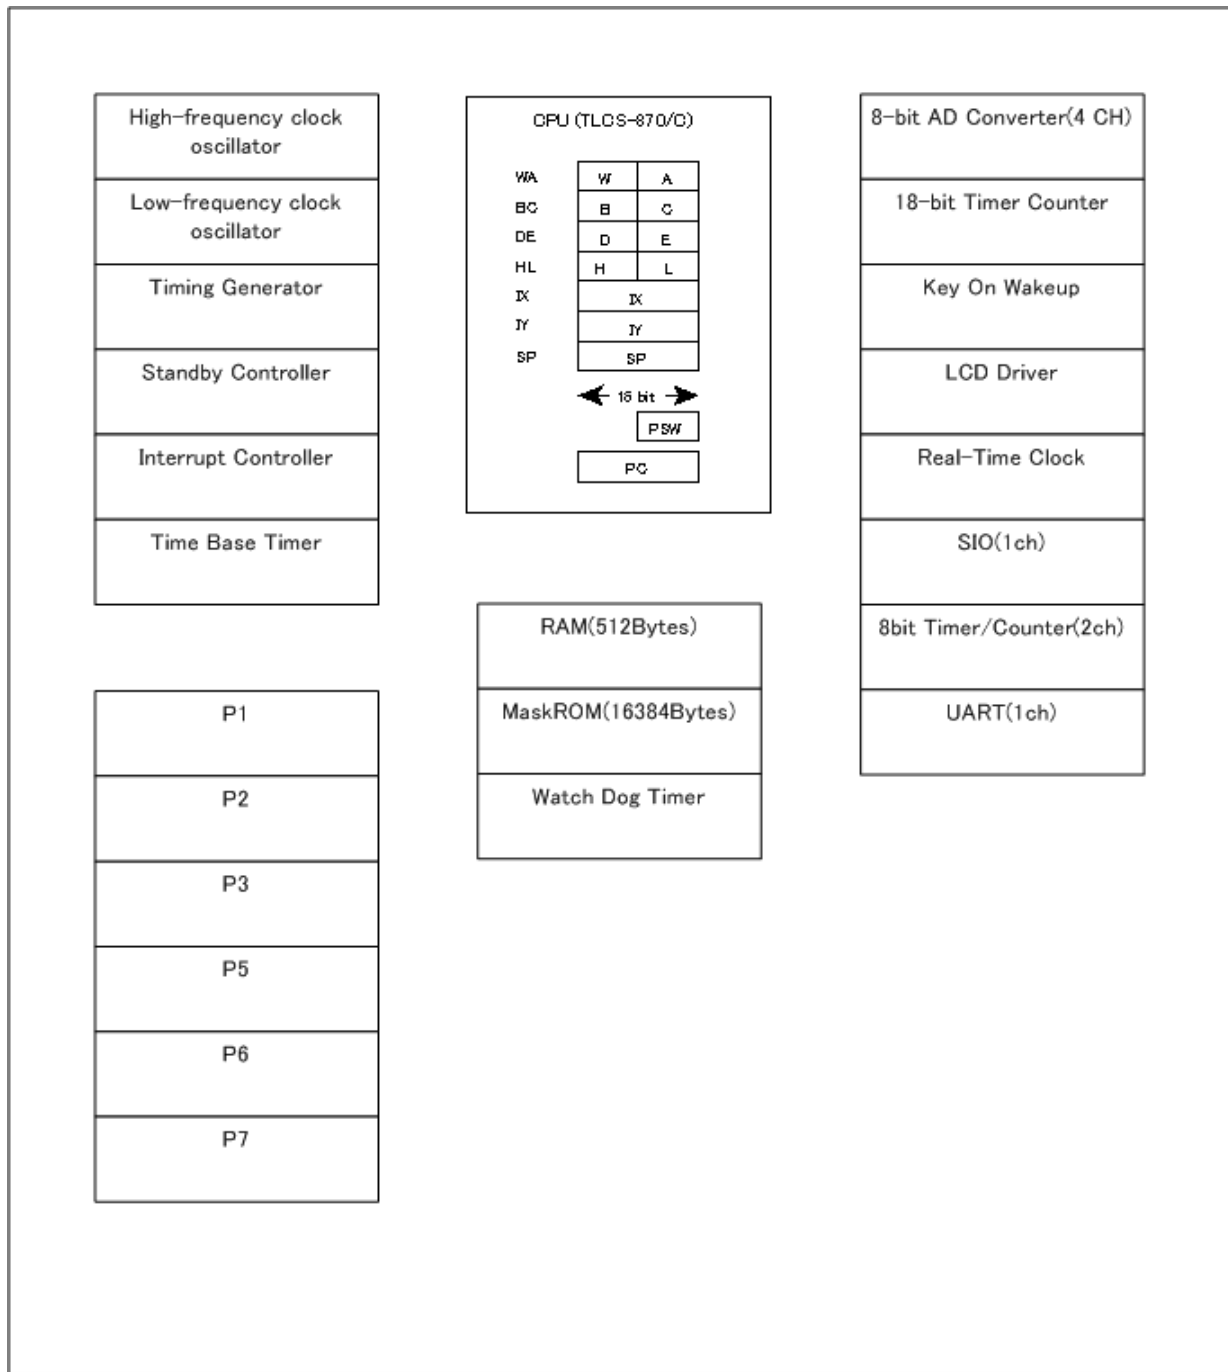 High-frequency clock
oscillator
Low-frequency clock
oscillator
Timing Generator
Standby Controller
Interrupt Controller
Time Base Timer
P1
P2
P3
P5
P6
P7
CPU (TLCS-870/C)
WA W A
BC B C
DE D E
HL H L
IX IX
IY IY
SP SP
16 bit
PSW
PC
RAM(512Bytes)
MaskROM(16384Bytes)
Watch Dog Timer
8-bit AD Converter(4 CH)
18-bit Timer Counter
Key On Wakeup
LCD Driver
Real-Time Clock
SIO(1ch)
8bit Timer/Counter(2ch)
UART(1ch)